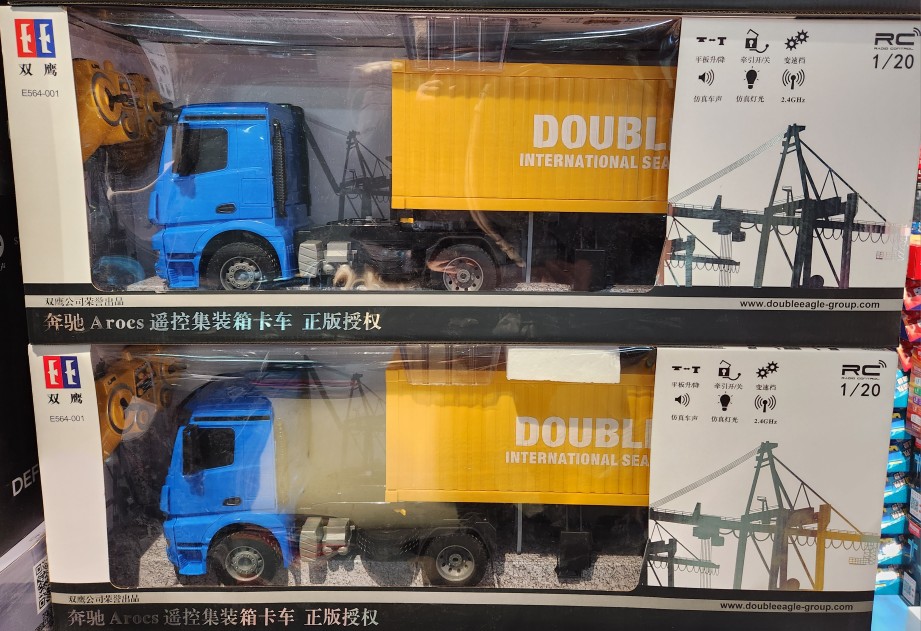 双鹰
E564-001
DOUBL
INTERNATIONAL SEA
平板升/降 牵引开/关 变速档
仿真车声 仿真灯光 2.4GHz
RC
RADIO CONTROL
1/20
双鹰公司荣誉出品
www.doubleeagle-group.com
奔驰 Arocs 遥控集装箱卡车 正版授权
双鹰
E564-001
DOUBL
INTERNATIONAL SEA
平板升/降 牵引开/关 变速档
仿真车声 仿真灯光 2.4GHz
RC
RADIO CONTROL
1/20
DEF
双鹰公司荣誉出品
www.doubleeagle-group.com
奔驰 Arocs 遥控集装箱卡车 正版授权